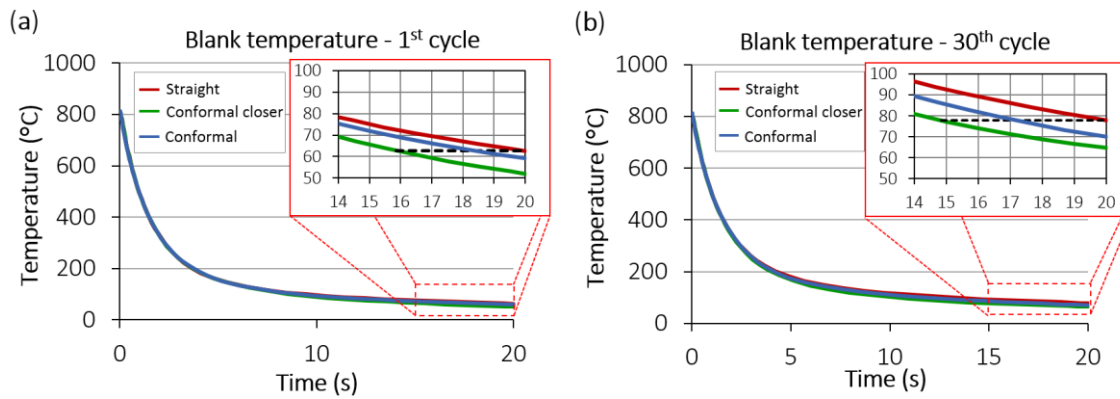 (a)
Blank temperature - 1st cycle
Temperature (°C)
1000
800
600
400
200
0
Straight
Conformal closer
Conformal
100
90
80
70
60
50
14 15 16 17 18 19 20
0 10 20
Time (s)
(b)
Blank temperature - 30th cycle
Temperature (°C)
1000
800
600
400
200
0
Straight
Conformal closer
Conformal
100
90
80
70
60
50
14 15 16 17 18 19 20
0 5 10 15 20
Time (s)